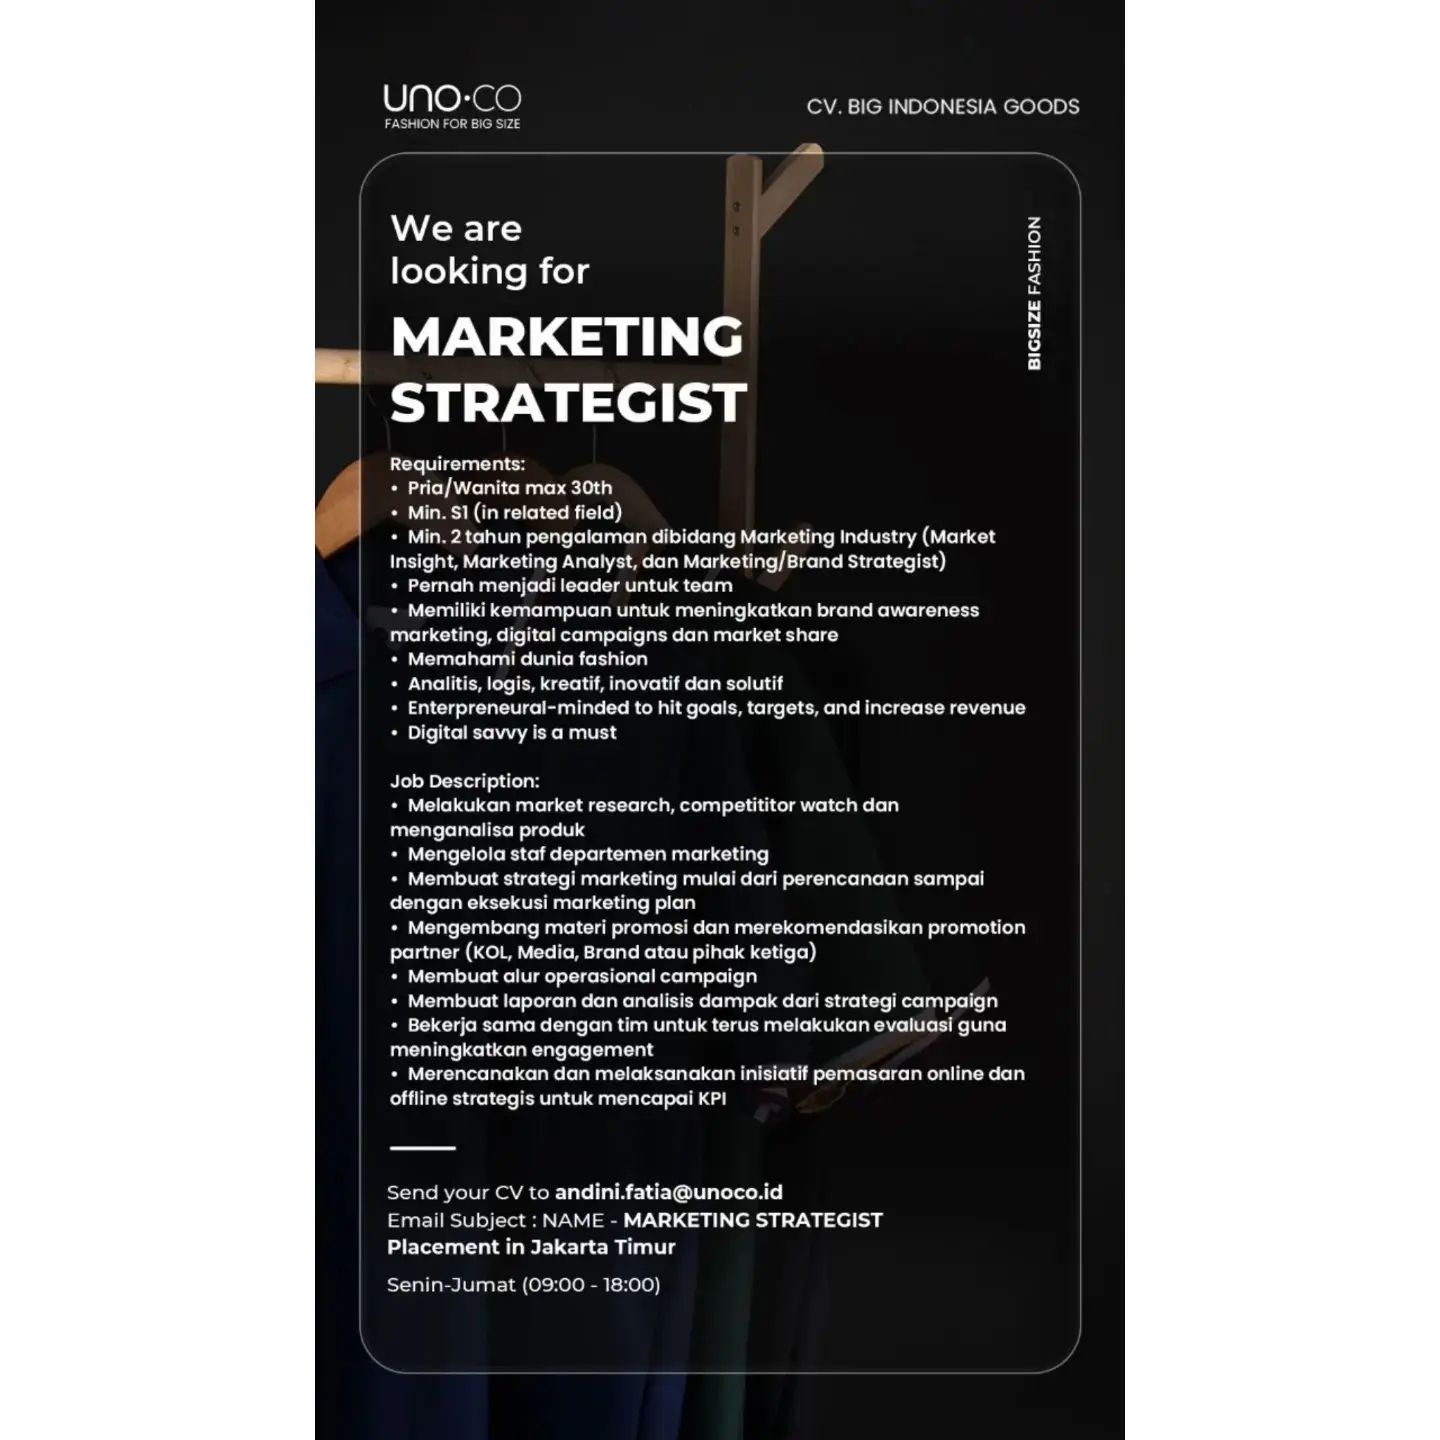 UNO·CO
FASHION FOR BIG SIZE
CV. BIG INDONESIA GOODS
We are
looking for
MARKETING
STRATEGIST
BIGSIZE FASHION
Requirements:
• Pria/Wanita max 30th
• Min. S1 (in related field)
• Min. 2 tahun pengalaman dibidang Marketing Industry (Market
Insight, Marketing Analyst, dan Marketing/Brand Strategist)
• Pernah menjadi leader untuk team
• Memiliki kemampuan untuk meningkatkan brand awareness
marketing, digital campaigns dan market share
• Memahami dunia fashion
• Analitis, logis, kreatif, inovatif dan solutif
• Enterpreneural-minded to hit goals, targets, and increase revenue
• Digital savvy is a must
Job Description:
• Melakukan market research, competititor watch dan
menganalisa produk
• Mengelola staf departemen marketing
• Membuat strategi marketing mulai dari perencanaan sampai
dengan eksekusi marketing plan
• Mengembang materi promosi dan merekomendasikan promotion
partner (KOL, Media, Brand atau pihak ketiga)
• Membuat alur operasional campaign
• Membuat laporan dan analisis dampak dari strategi campaign
• Bekerja sama dengan tim untuk terus melakukan evaluasi guna
meningkatkan engagement
• Merencanakan dan melaksanakan inisiatif pemasaran online dan
offline strategis untuk mencapai KPI
Send your CV to andini.fatia@unoco.id
Email Subject : NAME - MARKETING STRATEGIST
Placement in Jakarta Timur
Senin-Jumat (09:00 - 18:00)